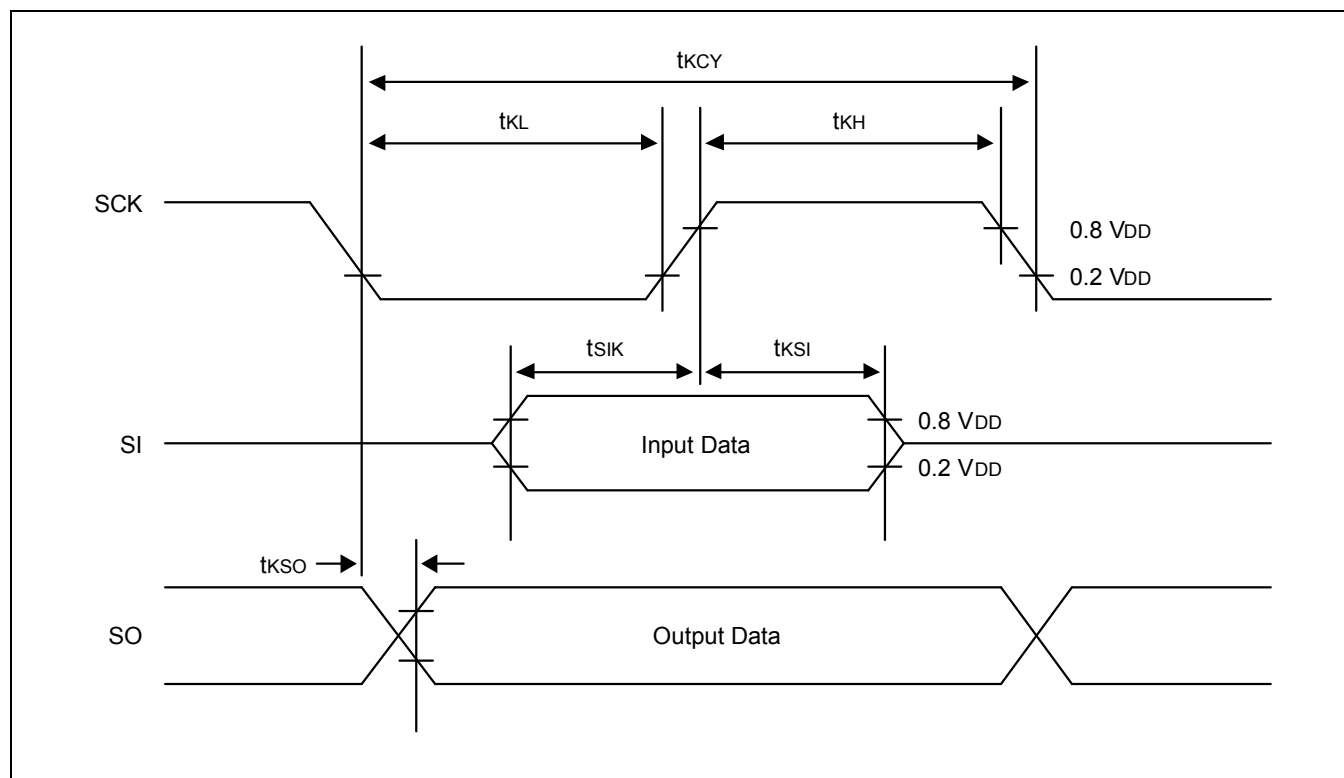 tKCY
tKL
tKH
SCK
0.8 VDD
0.2 VDD
tSIK
tKSI
0.8 VDD
SI
Input Data
0.2 VDD
tKSO
SO
Output Data